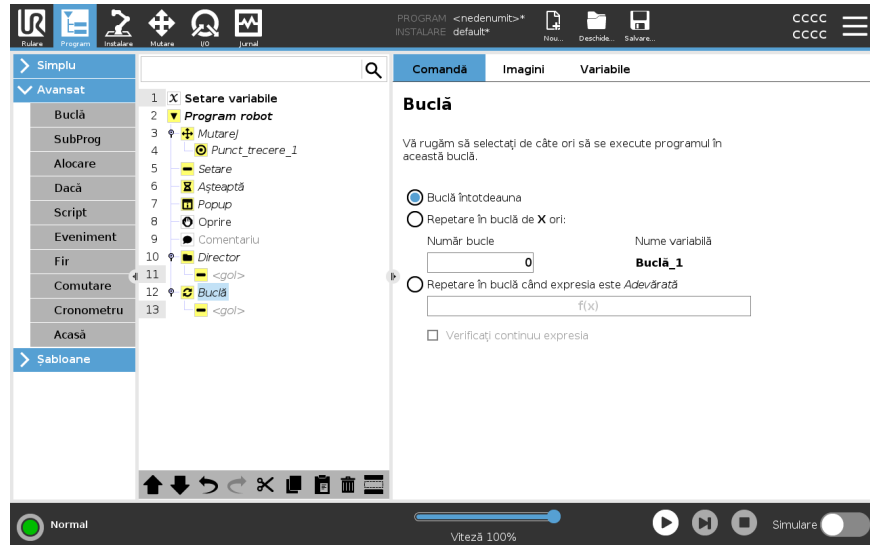 UR
Rulare
Program
Instalare
Mutare
I/O
Jurnal
PROGRAM <nedenumit>*
INSTALARE default*
Nou...
Deschide...
Salvare...
CCCC
CCCC
Simplu
Avansat
Buclă
SubProg
Alocare
Dacă
Script
Eveniment
Fir
Comutare
Cronometru
Acasă
Șabloane
1 X Setare variabile
2 Program robot
3 MutareJ
4 Punct_trecere_1
5 Setare
6 Așteaptă
7 Popup
8 Oprire
9 Comentariu
10 Director
11 <gol>
12 Buclă
13 <gol>
Comandă Imagini Variabile
Buclă
Vă rugăm să selectați de câte ori să se execute programul în
această buclă.
Buclă întotdeauna
Repetare în buclă de X ori:
Număr bucle Nume variabilă
0 Buclă_1
Repetare în buclă când expresia este Adevărată
f(x)
Verificați continuu expresia
Normal
Viteză 100%
Simulare